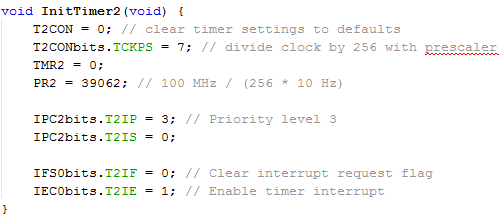 void InitTimer2(void) {
T2CON = 0; // clear timer settings to defaults
T2CONbits.TCKPS = 7; // divide clock by 256 with prescaler
TMR2 = 0;
PR2 = 39062; // 100 MHz / (256 * 10 Hz)
IPC2bits.T2IP = 3; // Priority level 3
IPC2bits.T2IS = 0;
IFS0bits.T2IF = 0; // Clear interrupt request flag
IEC0bits.T2IE = 1; // Enable timer interrupt
}